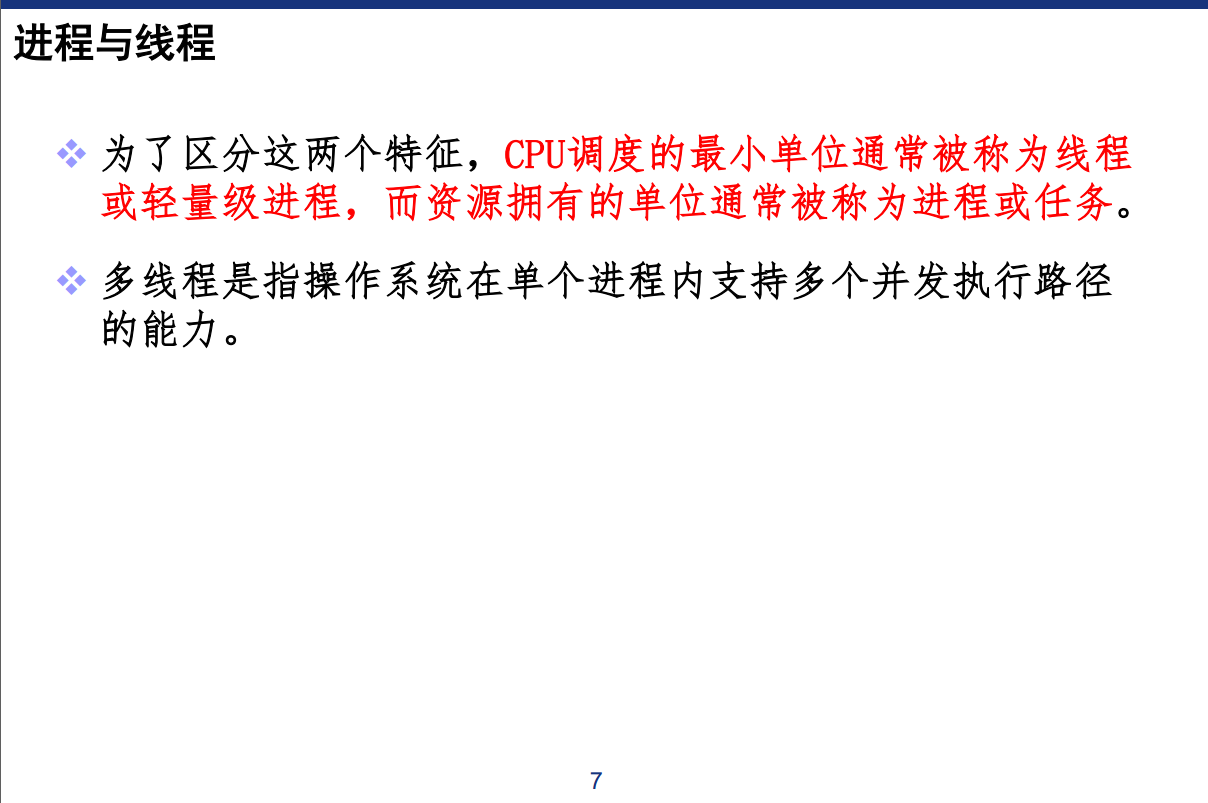 进程与线程
为了区分这两个特征，CPU调度的最小单位通常被称为线程
或轻量级进程，而资源拥有的单位通常被称为进程或任务。
多线程是指操作系统在单个进程内支持多个并发执行路径
的能力。
7